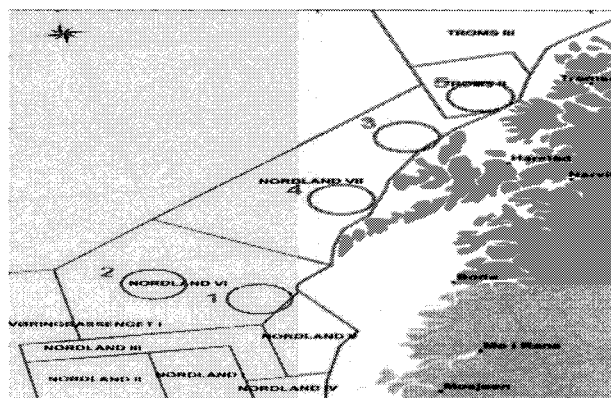 TROMS III
5
TROMS II
Tromsø
3
Harstad
NORDLAND VII
Narvik
4
2
NORDLAND VI
Bodø
1
VØRINGBASSENGET I
NORDLAND V
NORDLAND III
Mo i Rana
NORDLAND II
NORDLAND
NORDLAND IV
Mosjøen